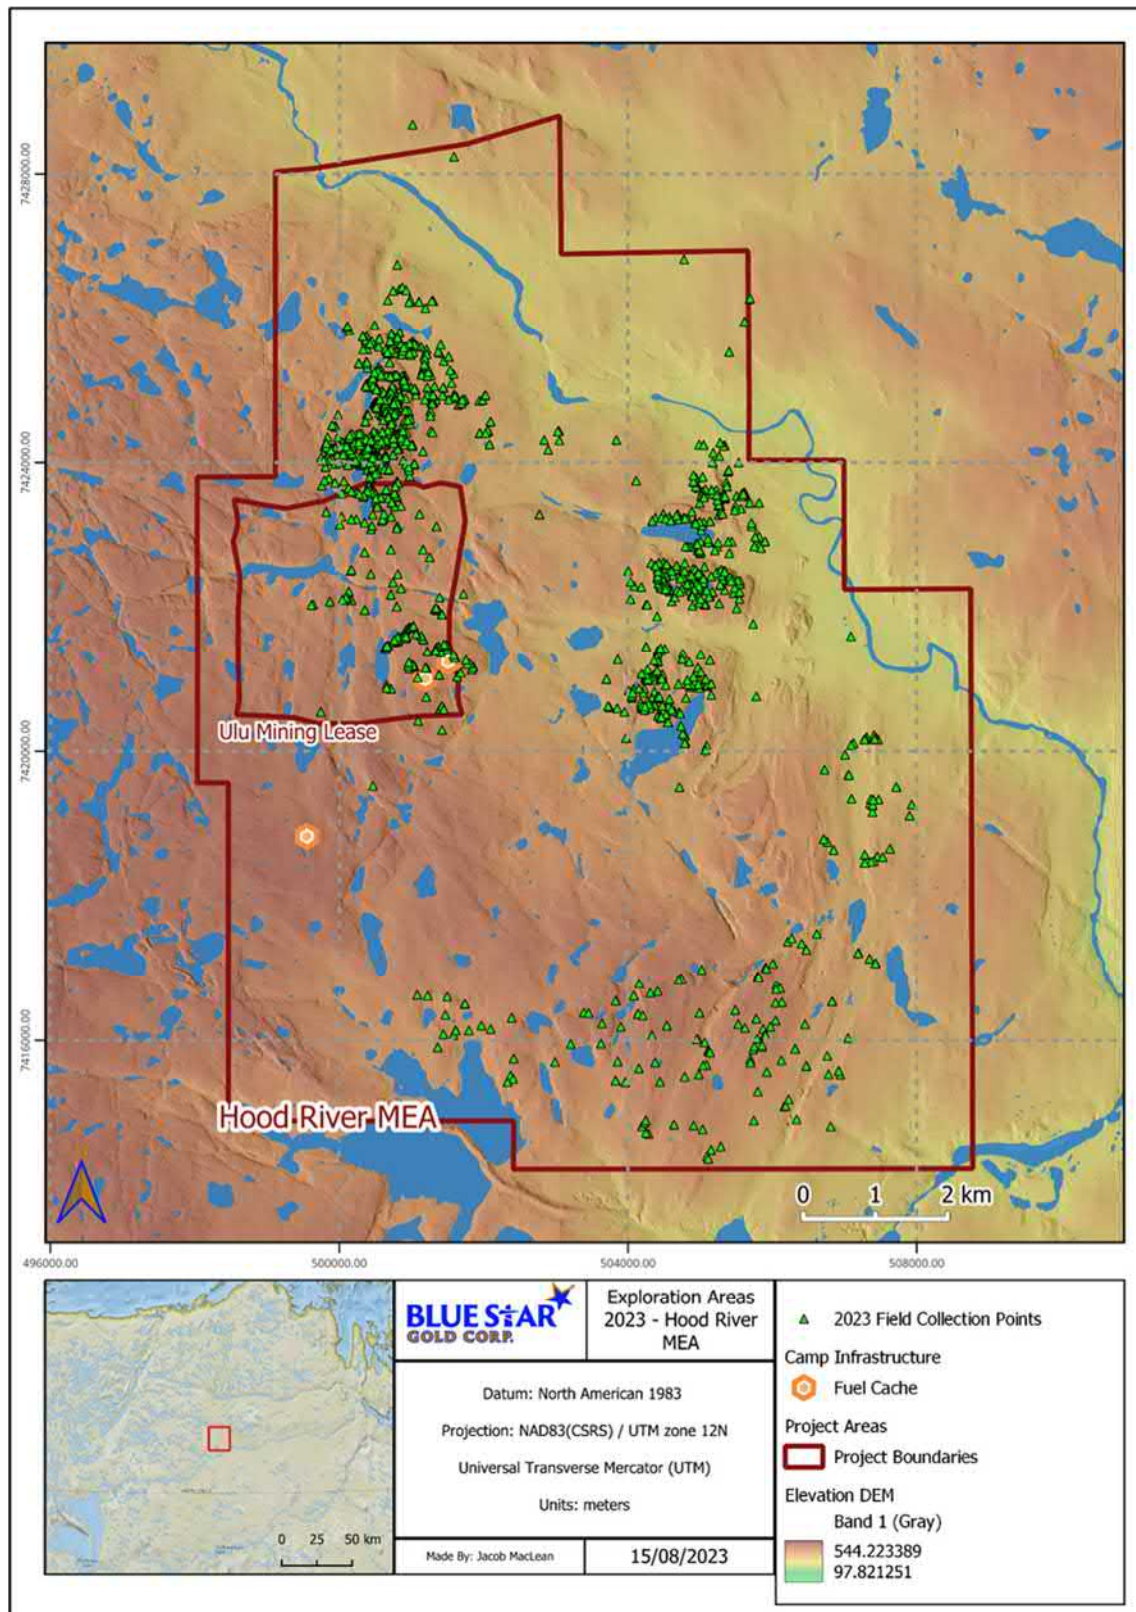 7428000.00
7424000.00
7420000.00
7416000.00
Ulu Mining Lease
Hood River MEA
0 1 2 km
496000.00 500000.00 504000.00 508000.00
0 25 50 km
BLUE STAR
GOLD CORP.
Exploration Areas
2023 - Hood River
MEA
Datum: North American 1983
Projection: NAD83(CSRS) / UTM zone 12N
Universal Transverse Mercator (UTM)
Units: meters
Made By: Jacob MacLean
15/08/2023
2023 Field Collection Points
Camp Infrastructure
Fuel Cache
Project Areas
Project Boundaries
Elevation DEM
Band 1 (Gray)
544.223389
97.821251